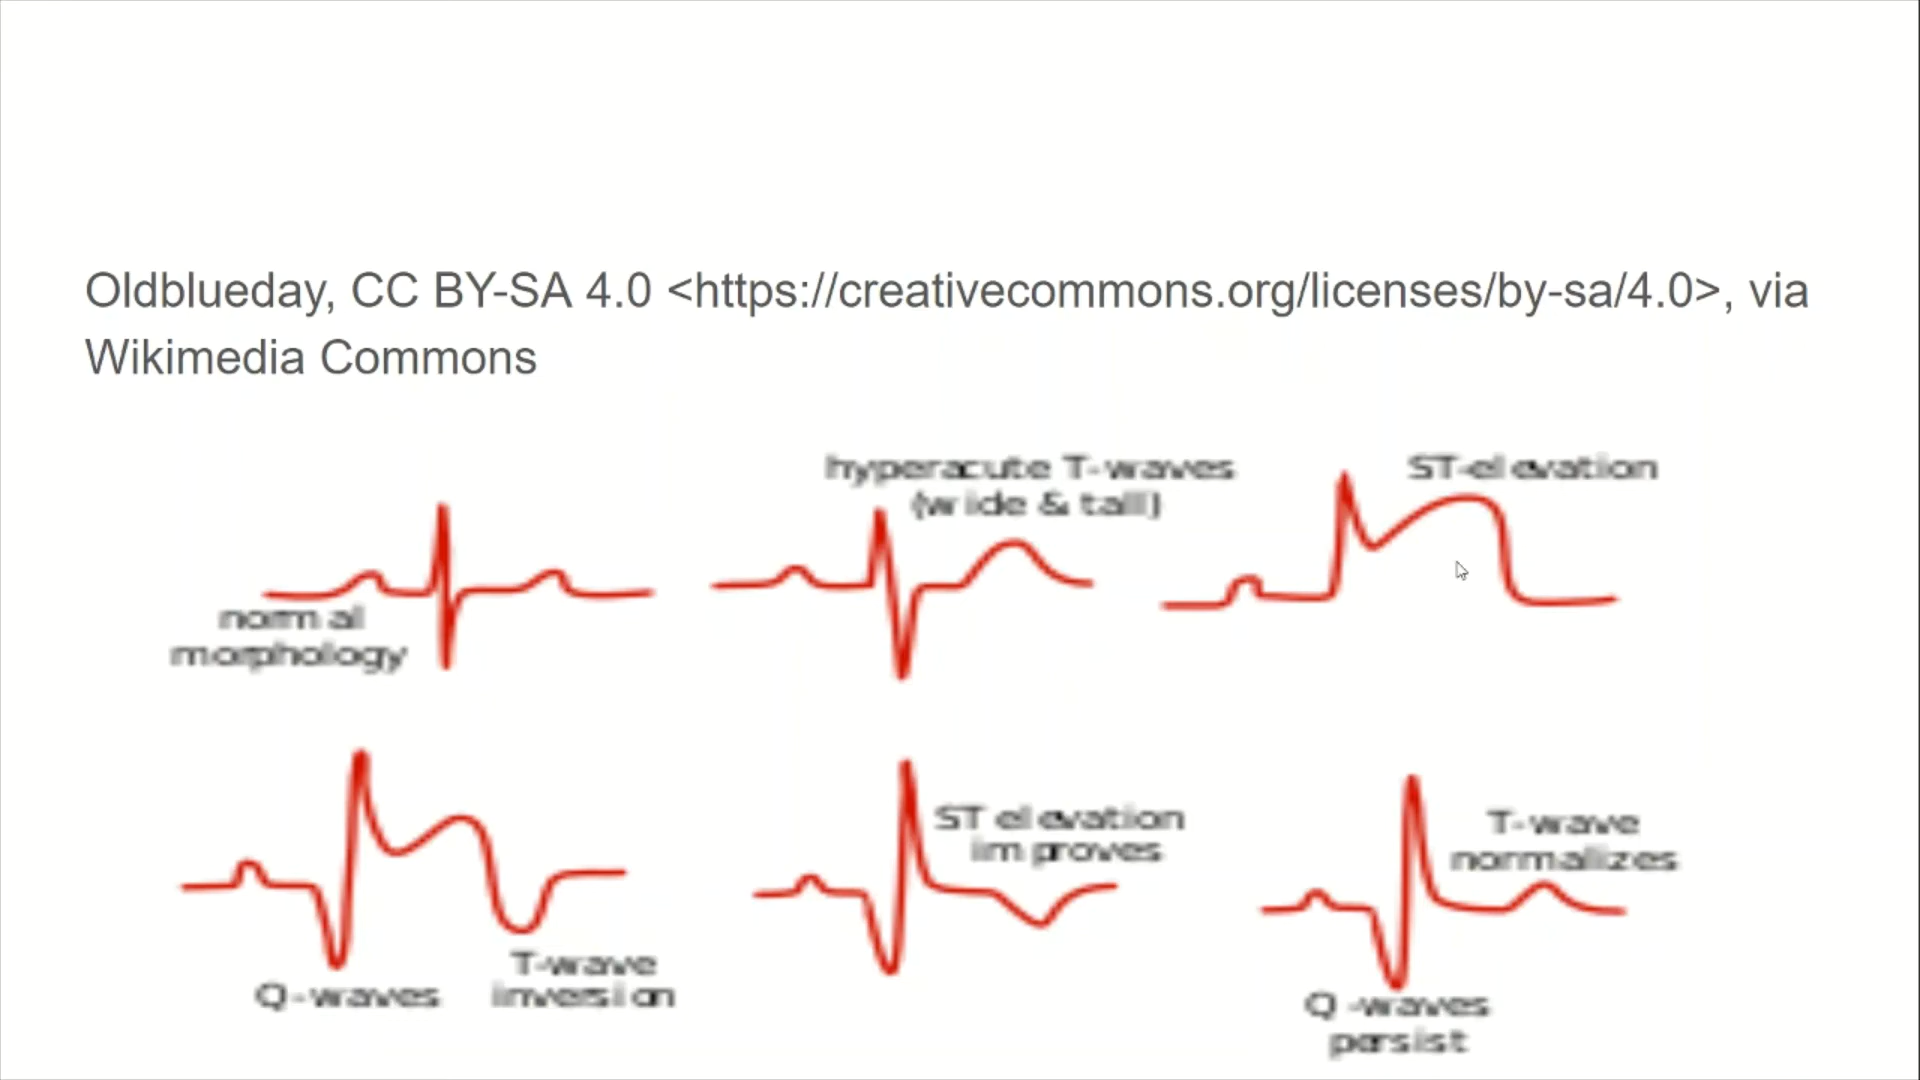 Oldblueday, CC BY-SA 4.0 <https://creativecommons.org/licenses/by-sa/4.0>, via
Wikimedia Commons
hyperacute T-waves
(wide & tall)
ST-elevation
normal
morphology
ST elevation
improves
T-wave
normalizes
Q-waves
T-wave
inversion
Q-waves
persist